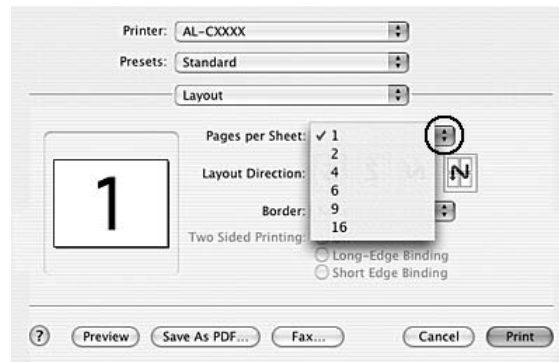 Printer: AL-CXXXX
Presets: Standard
Layout
Pages per Sheet: ✓ 1
2
4
6
9
16
Layout Direction:
Border:
Two Sided Printing:
Long-Edge Binding
Short Edge Binding
1
? Preview Save As PDF... Fax... Cancel Print